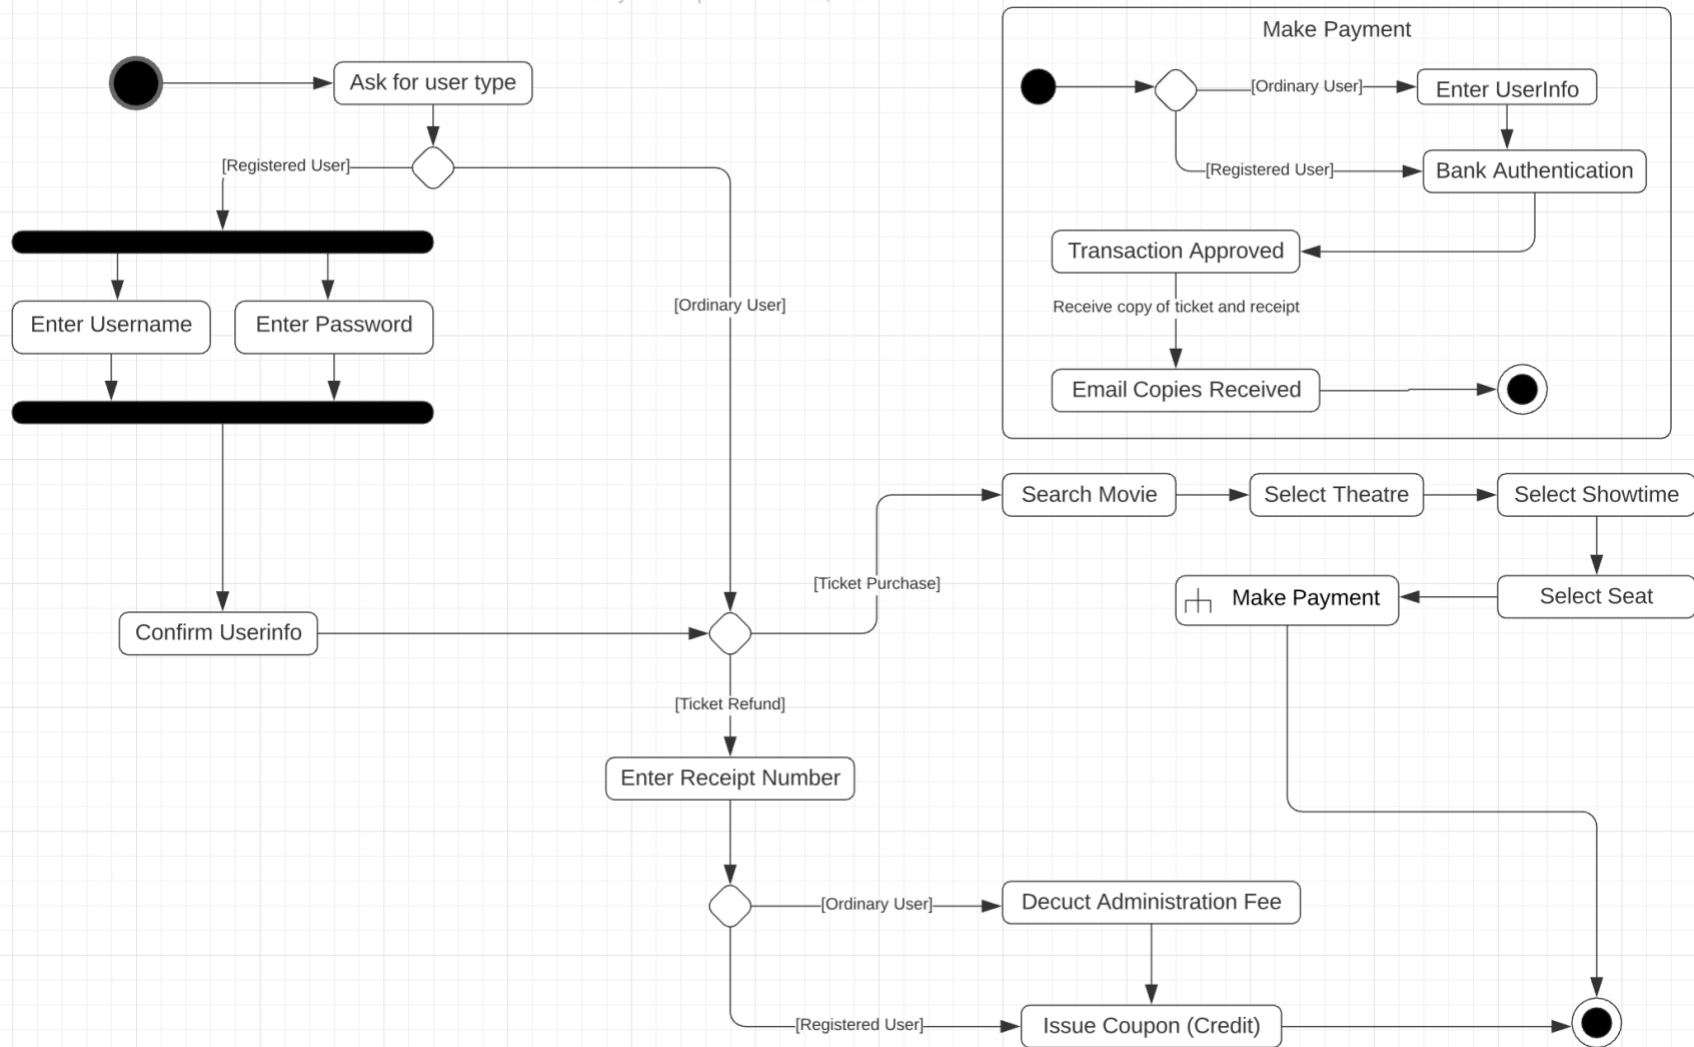 Make Payment
Ask for user type
[Ordinary User]
Enter UserInfo
[Registered User]
[Registered User]
Bank Authentication
Transaction Approved
Enter Username
Enter Password
[Ordinary User]
Receive copy of ticket and receipt
Email Copies Received
Search Movie
Select Theatre
Select Showtime
[Ticket Purchase]
Make Payment
Select Seat
Confirm Userinfo
[Ticket Refund]
Enter Receipt Number
[Ordinary User]
Decuct Administration Fee
[Registered User]
Issue Coupon (Credit)